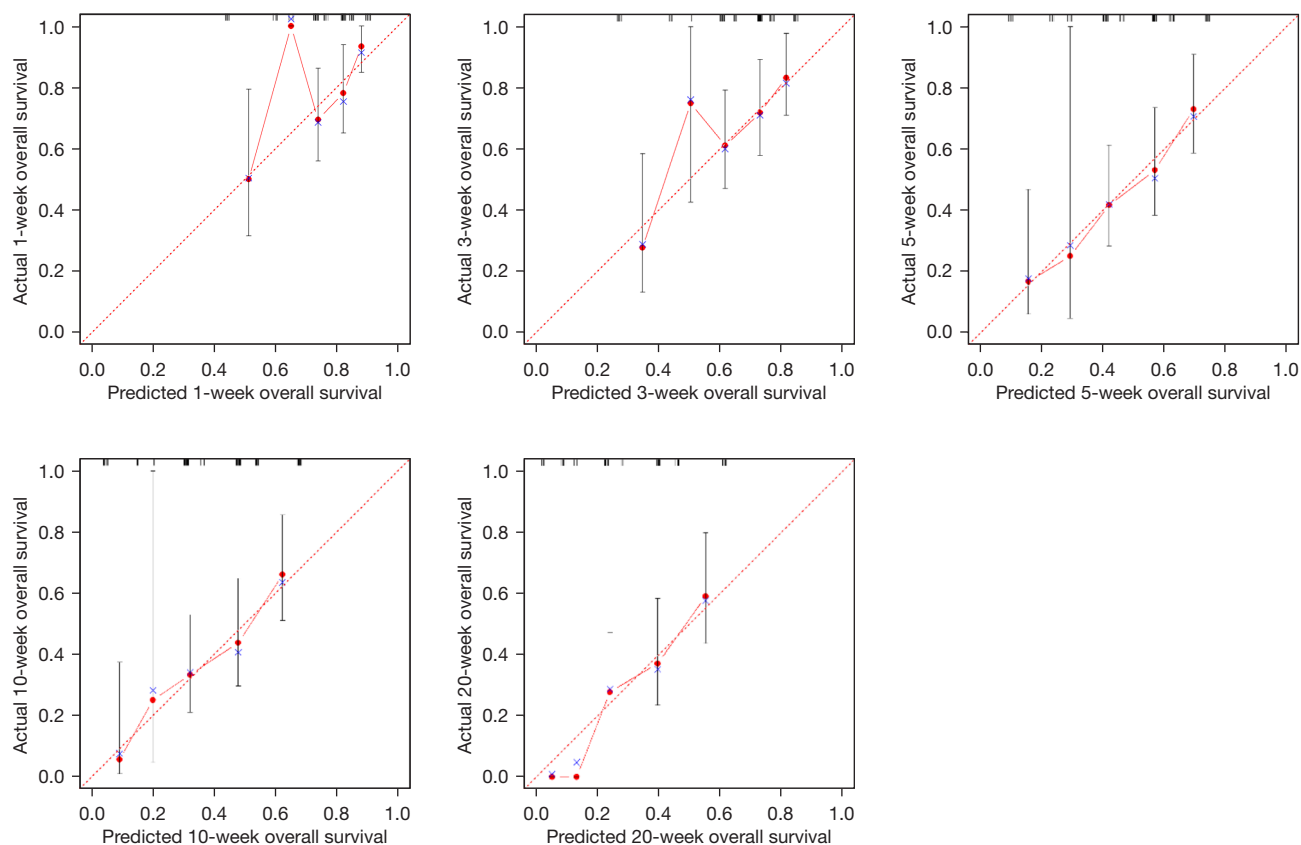 Actual 1-week overall survival
1.0
0.8
0.6
0.4
0.2
0.0
0.0 0.2 0.4 0.6 0.8 1.0
Predicted 1-week overall survival
Actual 3-week overall survival
1.0
0.8
0.6
0.4
0.2
0.0
0.0 0.2 0.4 0.6 0.8 1.0
Predicted 3-week overall survival
Actual 5-week overall survival
1.0
0.8
0.6
0.4
0.2
0.0
0.0 0.2 0.4 0.6 0.8 1.0
Predicted 5-week overall survival
Actual 10-week overall survival
1.0
0.8
0.6
0.4
0.2
0.0
0.0 0.2 0.4 0.6 0.8 1.0
Predicted 10-week overall survival
Actual 20-week overall survival
1.0
0.8
0.6
0.4
0.2
0.0
0.0 0.2 0.4 0.6 0.8 1.0
Predicted 20-week overall survival